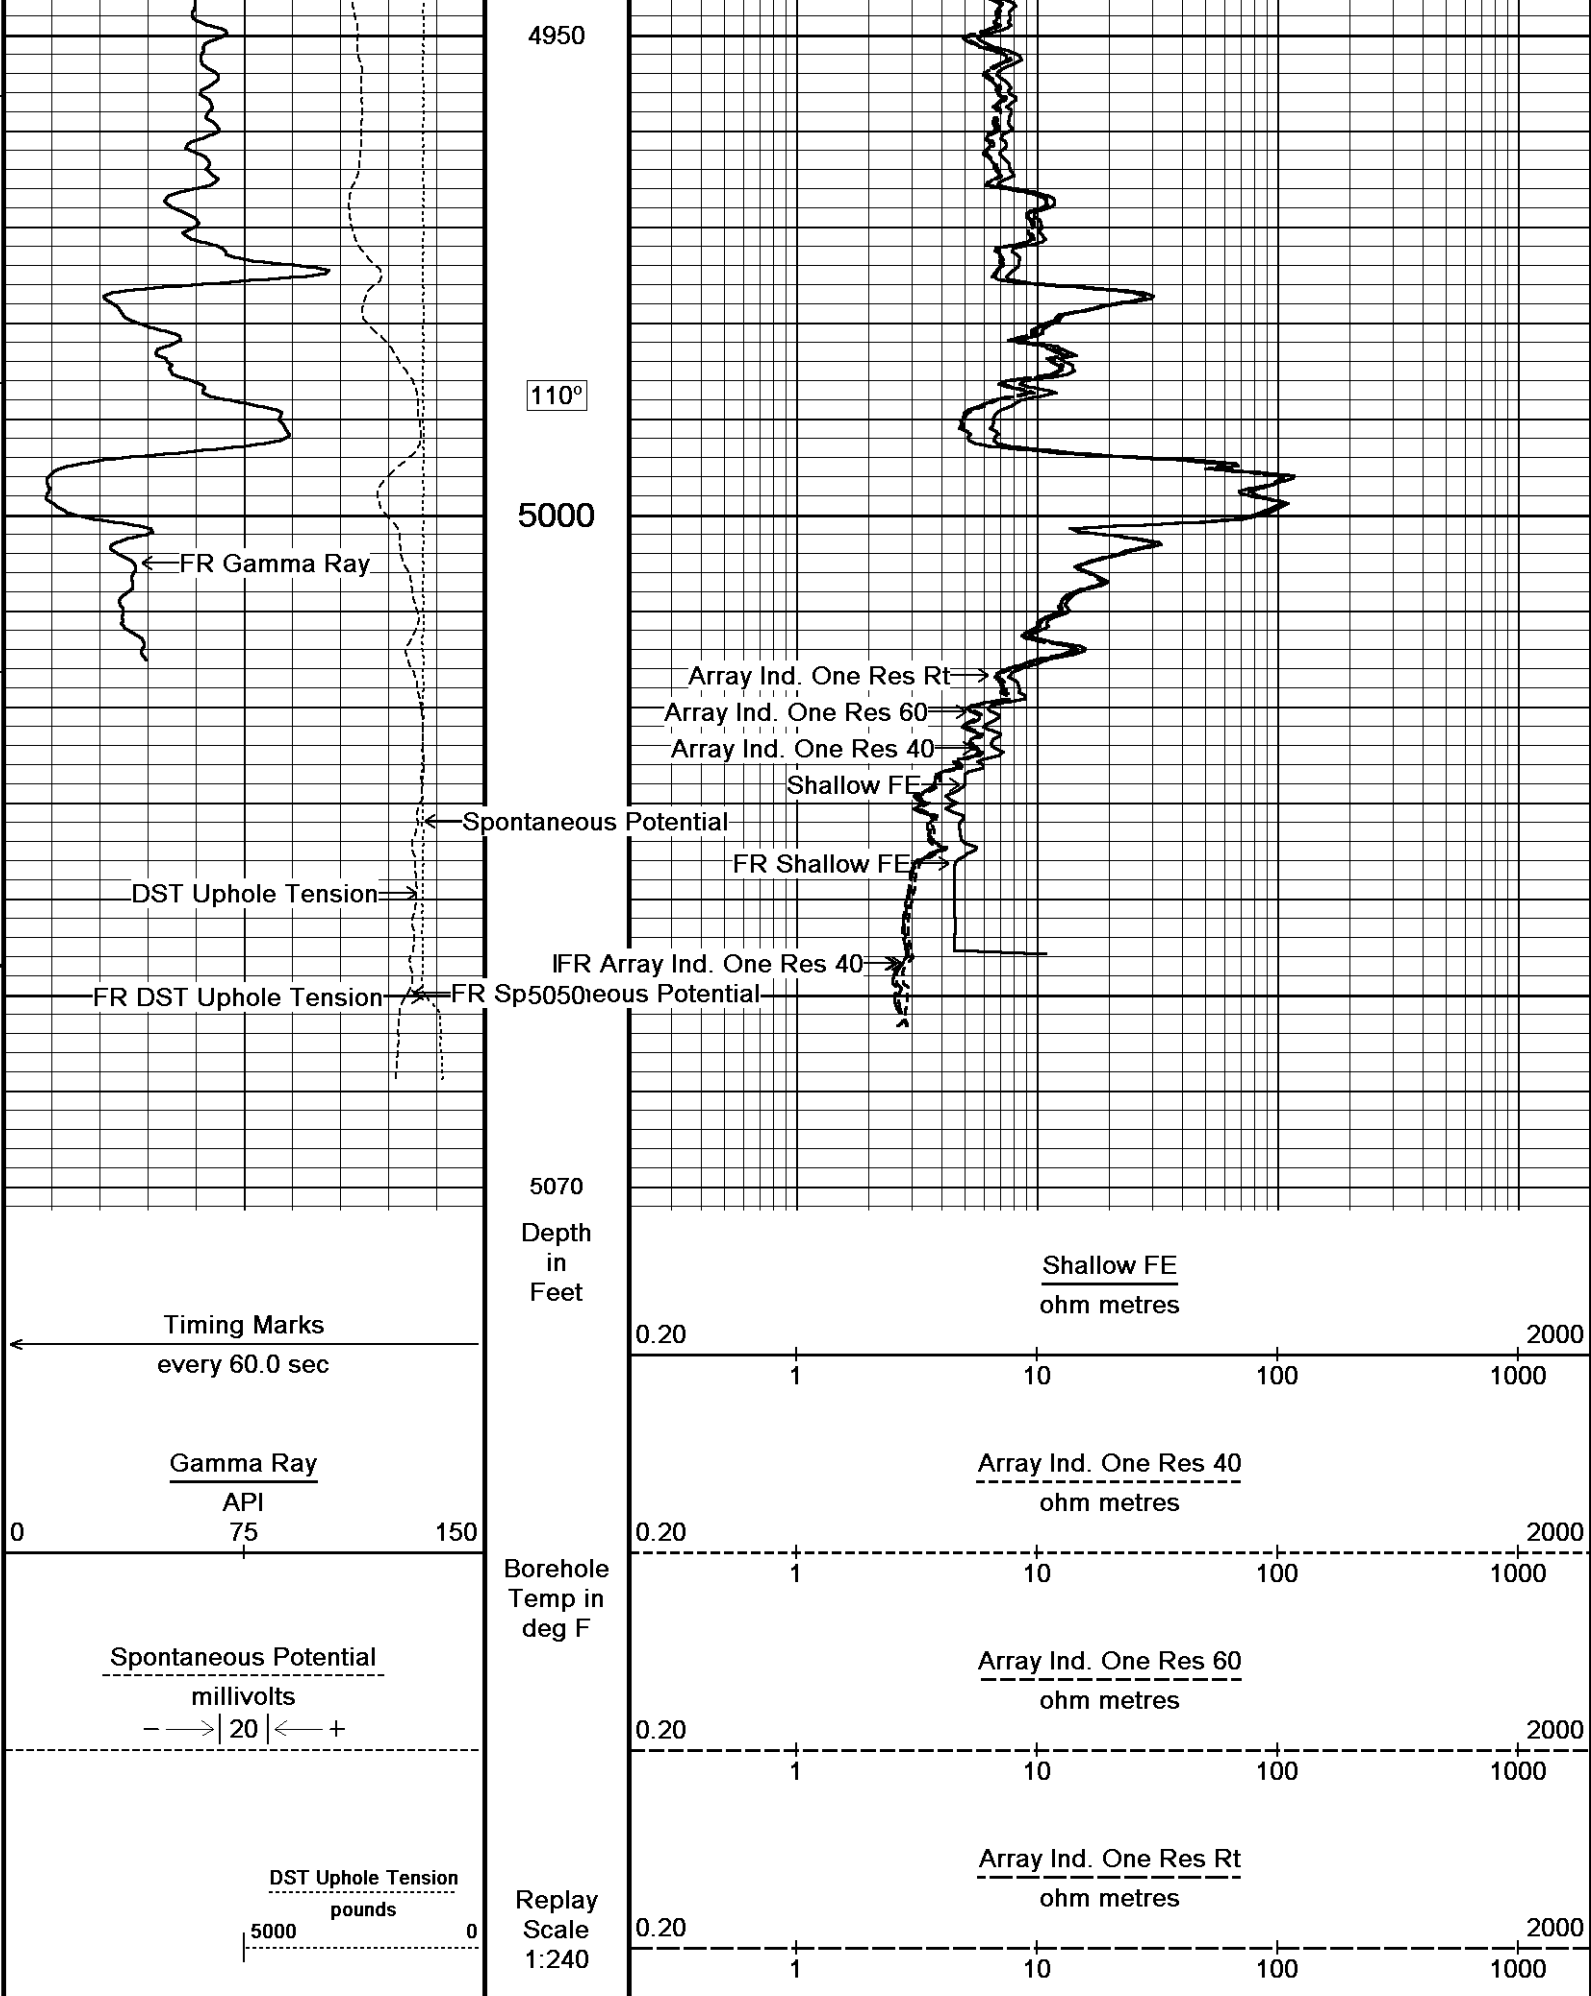 4950
110°
5000
FR Gamma Ray
Array Ind. One Res Rt
Array Ind. One Res 60
Array Ind. One Res 40
Shallow FE
Spontaneous Potential
FR Shallow FE
DST Uphole Tension
FR Array Ind. One Res 40
FR DST Uphole Tension
FR Sp
5050
neous Potential
5070
Depth
in
Feet
Shallow FE
ohm metres
Timing Marks
0.20 2000
every 60.0 sec
1 10 100 1000
Gamma Ray
Array Ind. One Res 40
API
ohm metres
0 75 150
0.20 2000
1 10 100 1000
Borehole
Temp in
deg F
Spontaneous Potential
Array Ind. One Res 60
millivolts
ohm metres
− 20 +
0.20 2000
1 10 100 1000
Array Ind. One Res Rt
DST Uphole Tension
ohm metres
pounds
5000 0
Replay
Scale
1:240
0.20 2000
1 10 100 1000